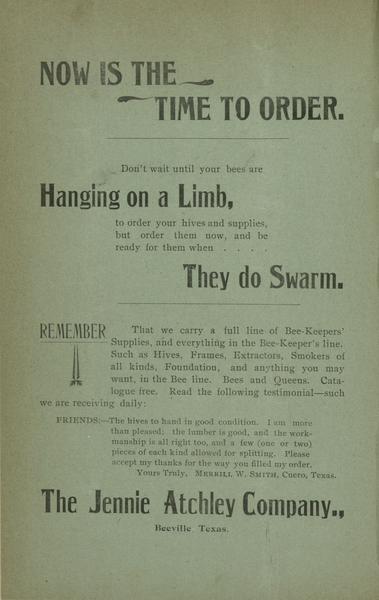 NOW IS THE
TIME TO ORDER.
Don't wait until your bees are
Hanging on a Limb,
to order your hives and supplies,
but order them now, and be
ready for them when . . . .
They do Swarm.
REMEMBER That we carry a full line of Bee-Keepers'
Supplies, and everything in the Bee-Keeper's line.
Such as Hives, Frames, Extractors, Smokers of
all kinds, Foundation, and anything you may
want, in the Bee line. Bees and Queens. Cata-
logue free. Read the following testimonial—such
we are receiving daily:
FRIENDS:—The hives to hand in good condition. I am more
than pleased; the lumber is good, and the work-
manship is all right too, and a few (one or two)
pieces of each kind allowed for splitting. Please
accept my thanks for the way you filled my order.
Yours Truly, MERRILL W. SMITH, Cuero, Texas.
The Jennie Atchley Company.,
Beeville Texas.